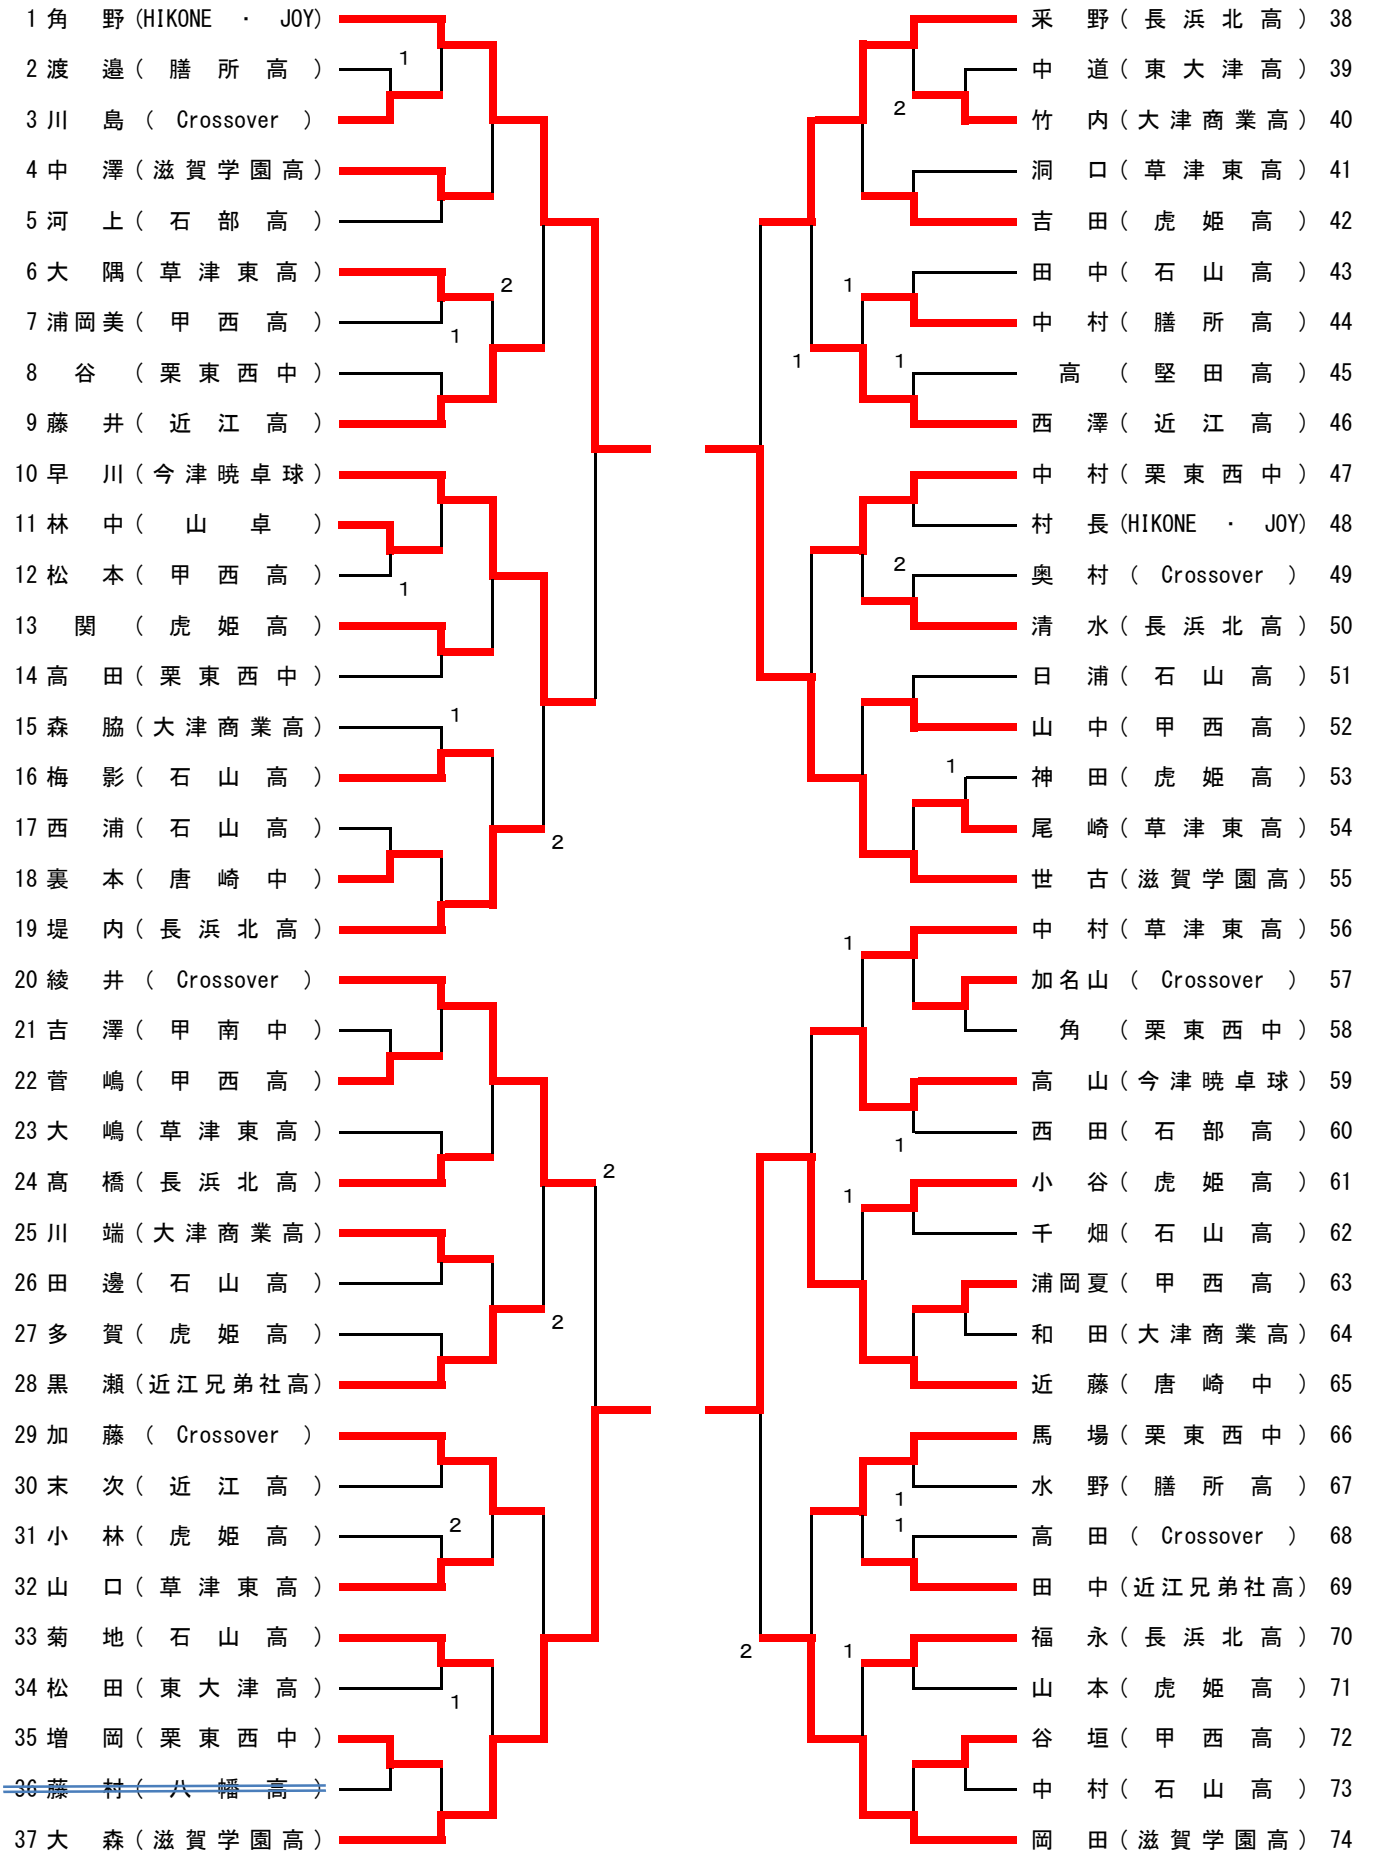 1 角 野 (HIKONE ・ JOY)
2 渡 邉 ( 膳 所 高 )
1
3 川 島 ( Crossover )
4 中 澤 ( 滋 賀 学 園 高 )
5 河 上 ( 石 部 高 )
6 大 隅 ( 草 津 東 高 )
2
7 浦 岡 美 ( 甲 西 高 )
1
8 谷 ( 栗 東 西 中 )
9 藤 井 ( 近 江 高 )
10 早 川 ( 今 津 暁 卓 球 )
11 林 中 ( 山 卓 )
12 松 本 ( 甲 西 高 )
1
13 関 ( 虎 姫 高 )
14 高 田 ( 栗 東 西 中 )
15 森 脇 ( 大 津 商 業 高 )
1
16 梅 影 ( 石 山 高 )
17 西 浦 ( 石 山 高 )
2
18 裏 本 ( 唐 崎 中 )
19 堤 内 ( 長 浜 北 高 )
20 綾 井 ( Crossover )
21 吉 澤 ( 甲 南 中 )
22 菅 嶋 ( 甲 西 高 )
23 大 嶋 ( 草 津 東 高 )
2
24 髙 橋 ( 長 浜 北 高 )
25 川 端 ( 大 津 商 業 高 )
26 田 邊 ( 石 山 高 )
2
27 多 賀 ( 虎 姫 高 )
28 黒 瀬 (近 江 兄 弟 社 高)
29 加 藤 ( Crossover )
30 末 次 ( 近 江 高 )
2
31 小 林 ( 虎 姫 高 )
32 山 口 ( 草 津 東 高 )
33 菊 地 ( 石 山 高 )
34 松 田 ( 東 大 津 高 )
1
35 増 岡 ( 栗 東 西 中 )
36 藤 村 ( 八 幡 高 )
37 大 森 ( 滋 賀 学 園 高 )
釆 野 ( 長 浜 北 高 ) 38
中 道 ( 東 大 津 高 ) 39
2
竹 内 ( 大 津 商 業 高 ) 40
洞 口 ( 草 津 東 高 ) 41
吉 田 ( 虎 姫 高 ) 42
田 中 ( 石 山 高 ) 43
1
中 村 ( 膳 所 高 ) 44
1
1
高 ( 堅 田 高 ) 45
西 澤 ( 近 江 高 ) 46
中 村 ( 栗 東 西 中 ) 47
村 長 (HIKONE ・ JOY) 48
2
奥 村 ( Crossover ) 49
清 水 ( 長 浜 北 高 ) 50
日 浦 ( 石 山 高 ) 51
山 中 ( 甲 西 高 ) 52
1
神 田 ( 虎 姫 高 ) 53
尾 崎 ( 草 津 東 高 ) 54
世 古 ( 滋 賀 学 園 高 ) 55
中 村 ( 草 津 東 高 ) 56
1
加 名 山 ( Crossover ) 57
角 ( 栗 東 西 中 ) 58
高 山 ( 今 津 暁 卓 球 ) 59
西 田 ( 石 部 高 ) 60
1
小 谷 ( 虎 姫 高 ) 61
1
千 畑 ( 石 山 高 ) 62
浦 岡 夏 ( 甲 西 高 ) 63
和 田 ( 大 津 商 業 高 ) 64
近 藤 ( 唐 崎 中 ) 65
馬 場 ( 栗 東 西 中 ) 66
水 野 ( 膳 所 高 ) 67
1
1
高 田 ( Crossover ) 68
田 中 (近 江 兄 弟 社 高) 69
福 永 ( 長 浜 北 高 ) 70
2
1
山 本 ( 虎 姫 高 ) 71
谷 垣 ( 甲 西 高 ) 72
中 村 ( 石 山 高 ) 73
岡 田 ( 滋 賀 学 園 高 ) 74